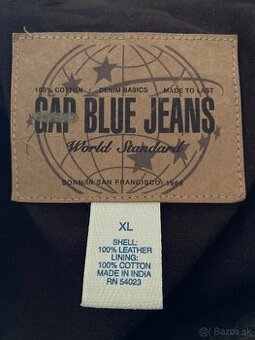 100% COTTON / DENIM BASICS / MADE TO LAST
GAP BLUE JEANS
World Standard
BORN IN SAN FRANCISCO, 1969
XL
SHELL:
100% LEATHER
LINING:
100% COTTON
MADE IN INDIA
RN 54023
Bazos.sk